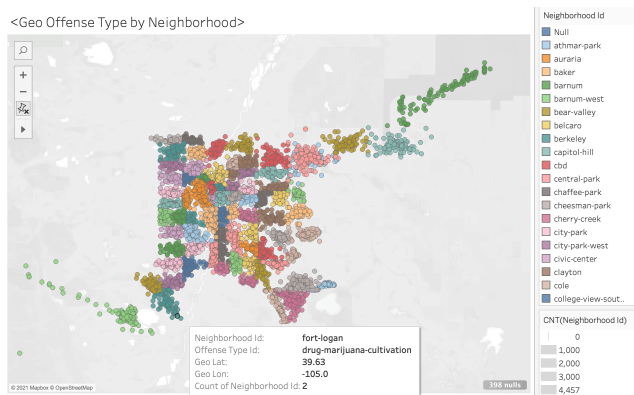 <Geo Offense Type by Neighborhood>
Neighborhood Id
Null
athmar-park
auraria
baker
barnum
barnum-west
bear-valley
belcaro
berkeley
capitol-hill
cbd
central-park
chaffee-park
cheesman-park
cherry-creek
city-park
city-park-west
civic-center
clayton
cole
college-view-sout..
CNT(Neighborhood Id)
0
1,000
2,000
3,000
4,457
Neighborhood Id: fort-logan
Offense Type Id: drug-marijuana-cultivation
Geo Lat: 39.63
Geo Lon: -105.0
Count of Neighborhood Id: 2
© 2021 Mapbox © OpenStreetMap
398 nulls